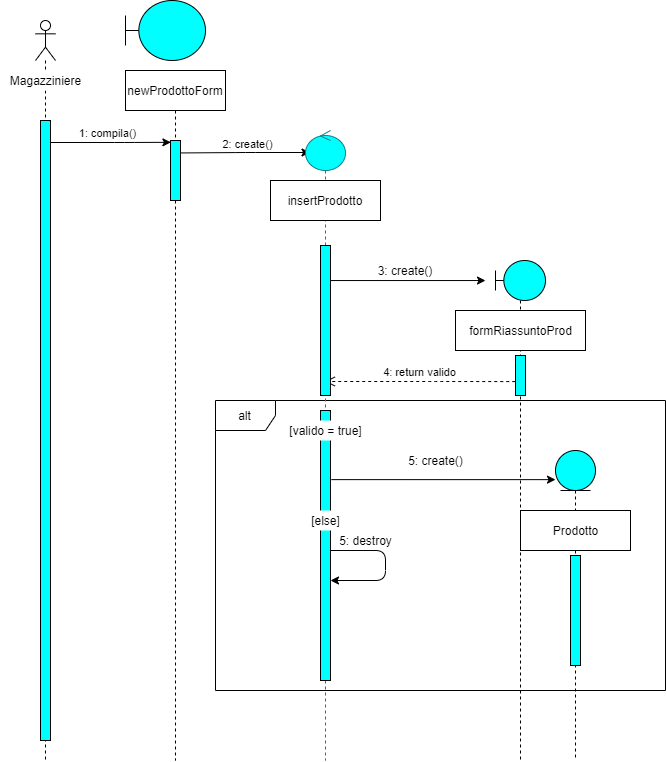 Magazziniere
newProdottoForm
1: compila()
2: create()
insertProdotto
3: create()
formRiassuntoProd
4: return valido
alt
[valido = true]
5: create()
[else]
Prodotto
5: destroy